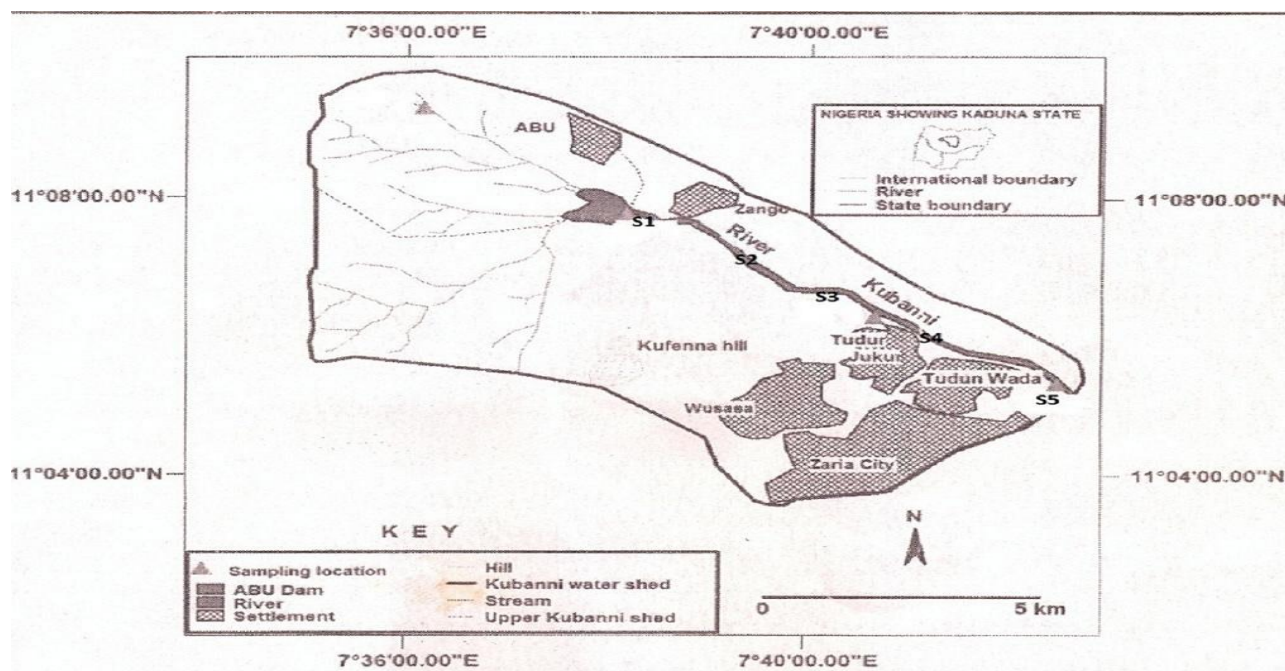 7°36'00.00"E
7°40'00.00"E
ABU
NIGERIA SHOWING KADUNA STATE
International boundary
River
State boundary
11°08'00.00"N
11°08'00.00"N
Zango
S1
River
S2
Kubanni
S3
S4
Kufenna hill
Tudur
Jukur
Tudun Wada
S5
Wusasa
Zaria City
11°04'00.00"N
11°04'00.00"N
KEY
N
Sampling location
ABU Dam
River
Settlement
Hill
Kubanni water shed
Stream
Upper Kubanni shed
0
5 km
7°36'00.00"E
7°40'00.00"E